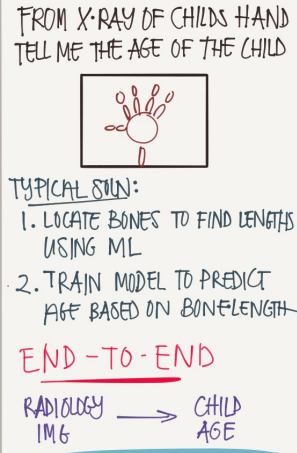 FROM X-RAY OF CHILDS HAND
TELL ME THE AGE OF THE CHILD
TYPICAL SOLN:
1. LOCATE BONES TO FIND LENGTHS
USING ML
2. TRAIN MODEL TO PREDICT
AGE BASED ON BONELENGTH
END-TO-END
RADIOLOGY → CHILD
IMG AGE